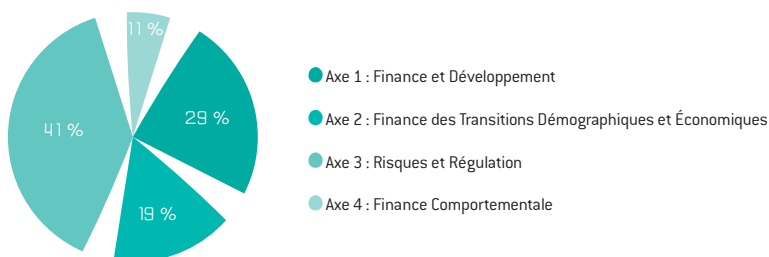 11 %
29 %
41 %
19 %
Axe 1 : Finance et Développement
Axe 2 : Finance des Transitions Démographiques et Économiques
Axe 3 : Risques et Régulation
Axe 4 : Finance Comportementale